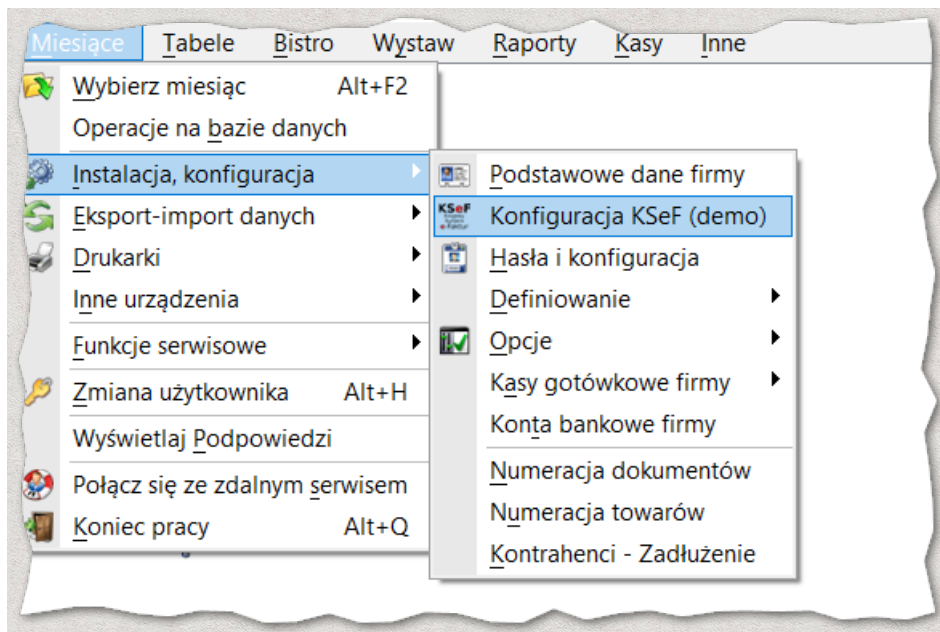 Miesiące Tabele Bistro Wystaw Raporty Kasy Inne
Wybierz miesiąc Alt+F2
Operacje na bazie danych
Instalacja, konfiguracja
Eksport-import danych
Drukarki
Inne urządzenia
Funkcje serwisowe
Zmiana użytkownika Alt+H
Wyświetlaj Podpowiedzi
Połącz się ze zdalnym serwisem
Koniec pracy Alt+Q
Podstawowe dane firmy
KSeF
Konfiguracja KSeF (demo)
Hasła i konfiguracja
Definiowanie
Opcje
Kasy gotówkowe firmy
Konta bankowe firmy
Numeracja dokumentów
Numeracja towarów
Kontrahenci - Zadłużenie